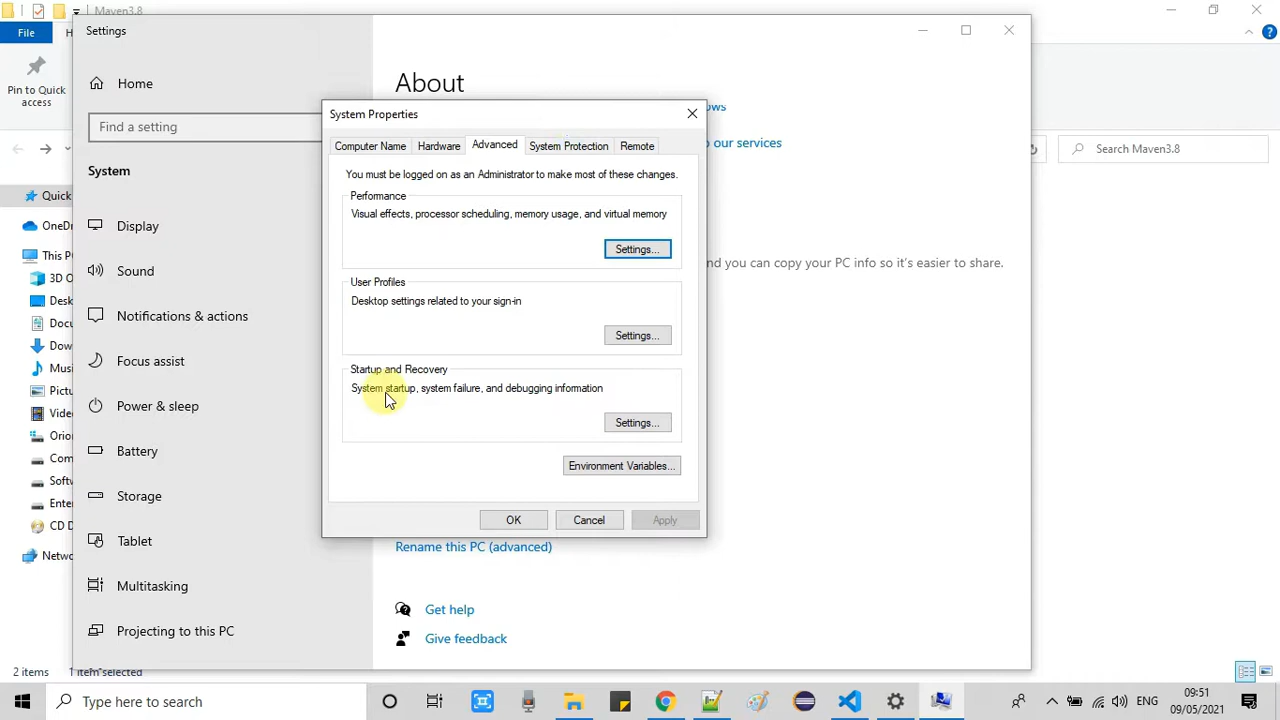 Maven3.8
File
H
Pin to Quick
access
Settings
Home
Find a setting
System
Display
Sound
Notifications & actions
Focus assist
Power & sleep
Battery
Storage
Tablet
Multitasking
Projecting to this PC
About
ows
o our services
nd you can copy your PC info so it's easier to share.
Rename this PC (advanced)
Get help
Give feedback
System Properties
Computer Name
Hardware
Advanced
System Protection
Remote
You must be logged on as an Administrator to make most of these changes.
Performance
Visual effects, processor scheduling, memory usage, and virtual memory
Settings...
User Profiles
Desktop settings related to your sign-in
Settings...
Startup and Recovery
System startup, system failure, and debugging information
Settings...
Environment Variables...
OK
Cancel
Apply
Search Maven3.8
Quick
OneDr
This P
3D O
Desk
Docu
Dow
Musi
Pictu
Video
Orio
Com
Softw
Enter
CD D
Netwo
2 items
1 item selected
Type here to search
ENG
09:51
09/05/2021